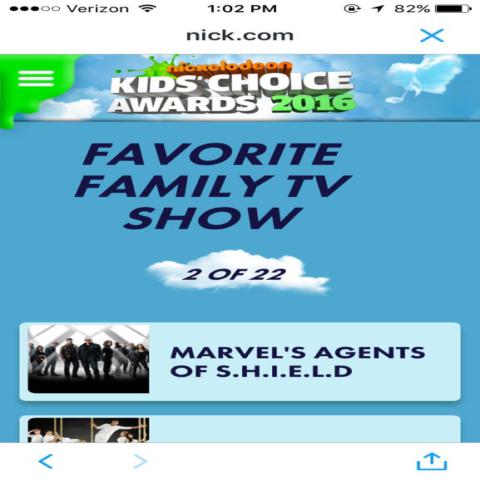 Verizon 1:02 PM 82%
nick.com
nickelodeon
KIDS' CHOICE
AWARDS 2016
FAVORITE
FAMILY TV
SHOW
2 OF 22
MARVEL'S AGENTS
OF S.H.I.E.L.D